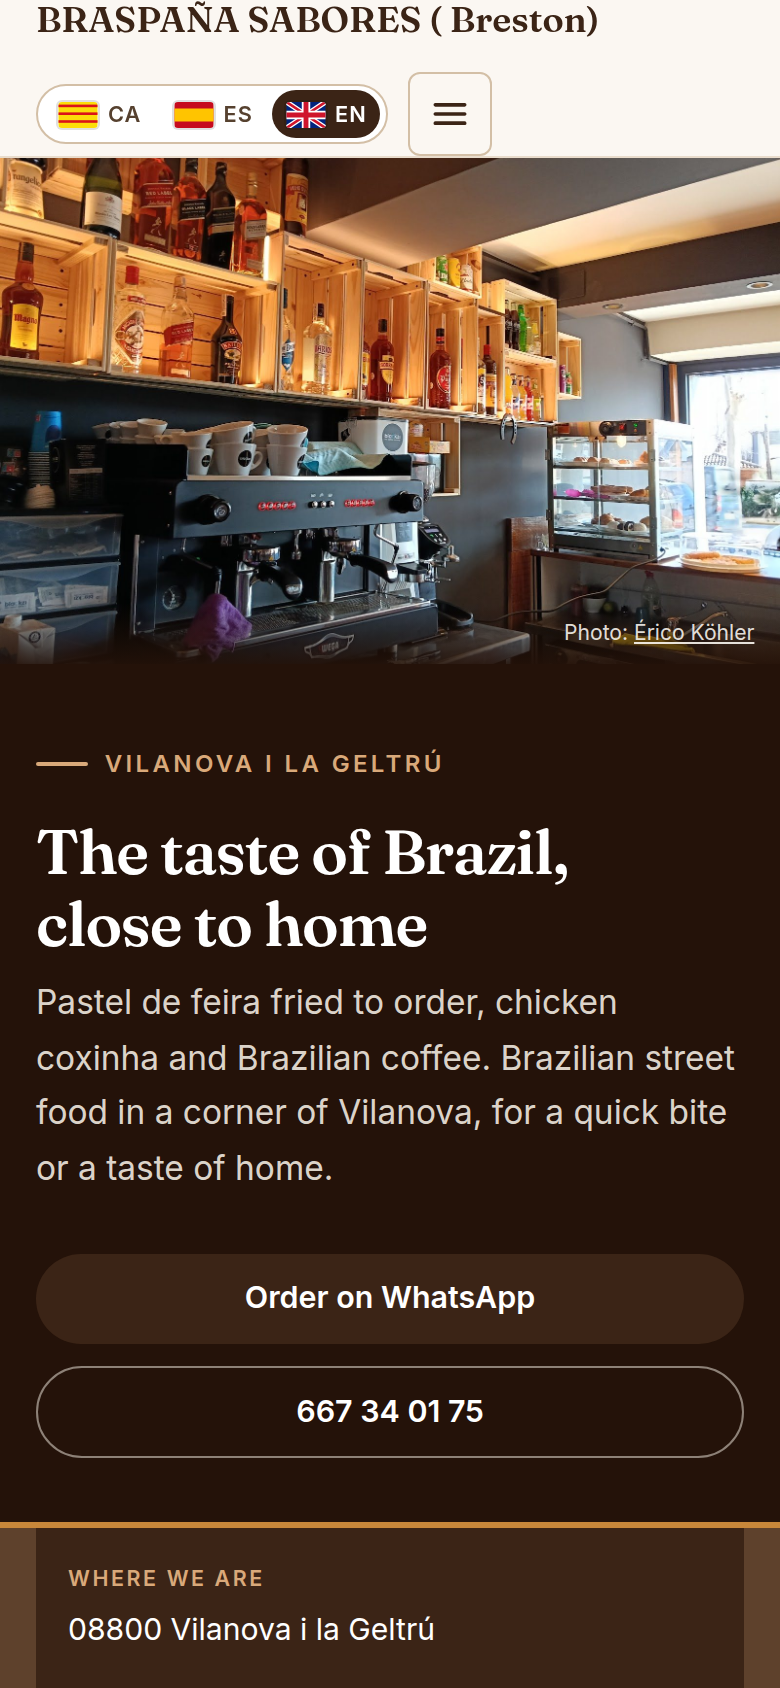 BRASPAÑA SABORES ( Breston)
CA ES EN
Photo: Érico Köhler
VILANOVA I LA GELTRÚ
The taste of Brazil,
close to home
Pastel de feira fried to order, chicken
coxinha and Brazilian coffee. Brazilian street
food in a corner of Vilanova, for a quick bite
or a taste of home.
Order on WhatsApp
667 34 01 75
WHERE WE ARE
08800 Vilanova i la Geltrú